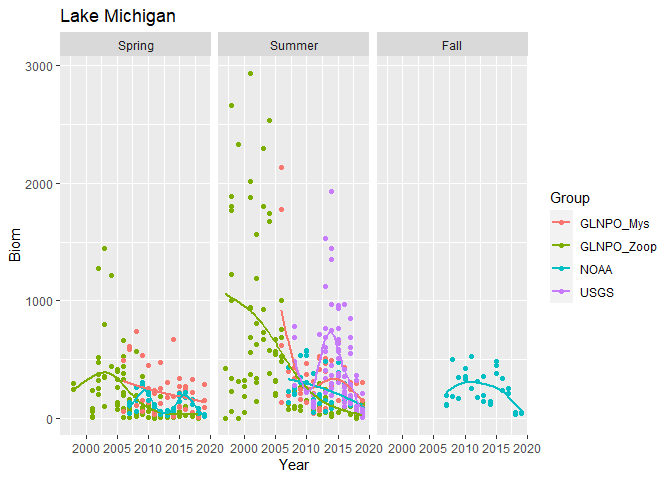 Lake Michigan
Spring Summer Fall
3000
2000
1000
0
Biom
2000 2005 2010 2015 2020 2000 2005 2010 2015 2020 2000 2005 2010 2015 2020
Year
Group
GLNPO_Mys
GLNPO_Zoop
NOAA
USGS